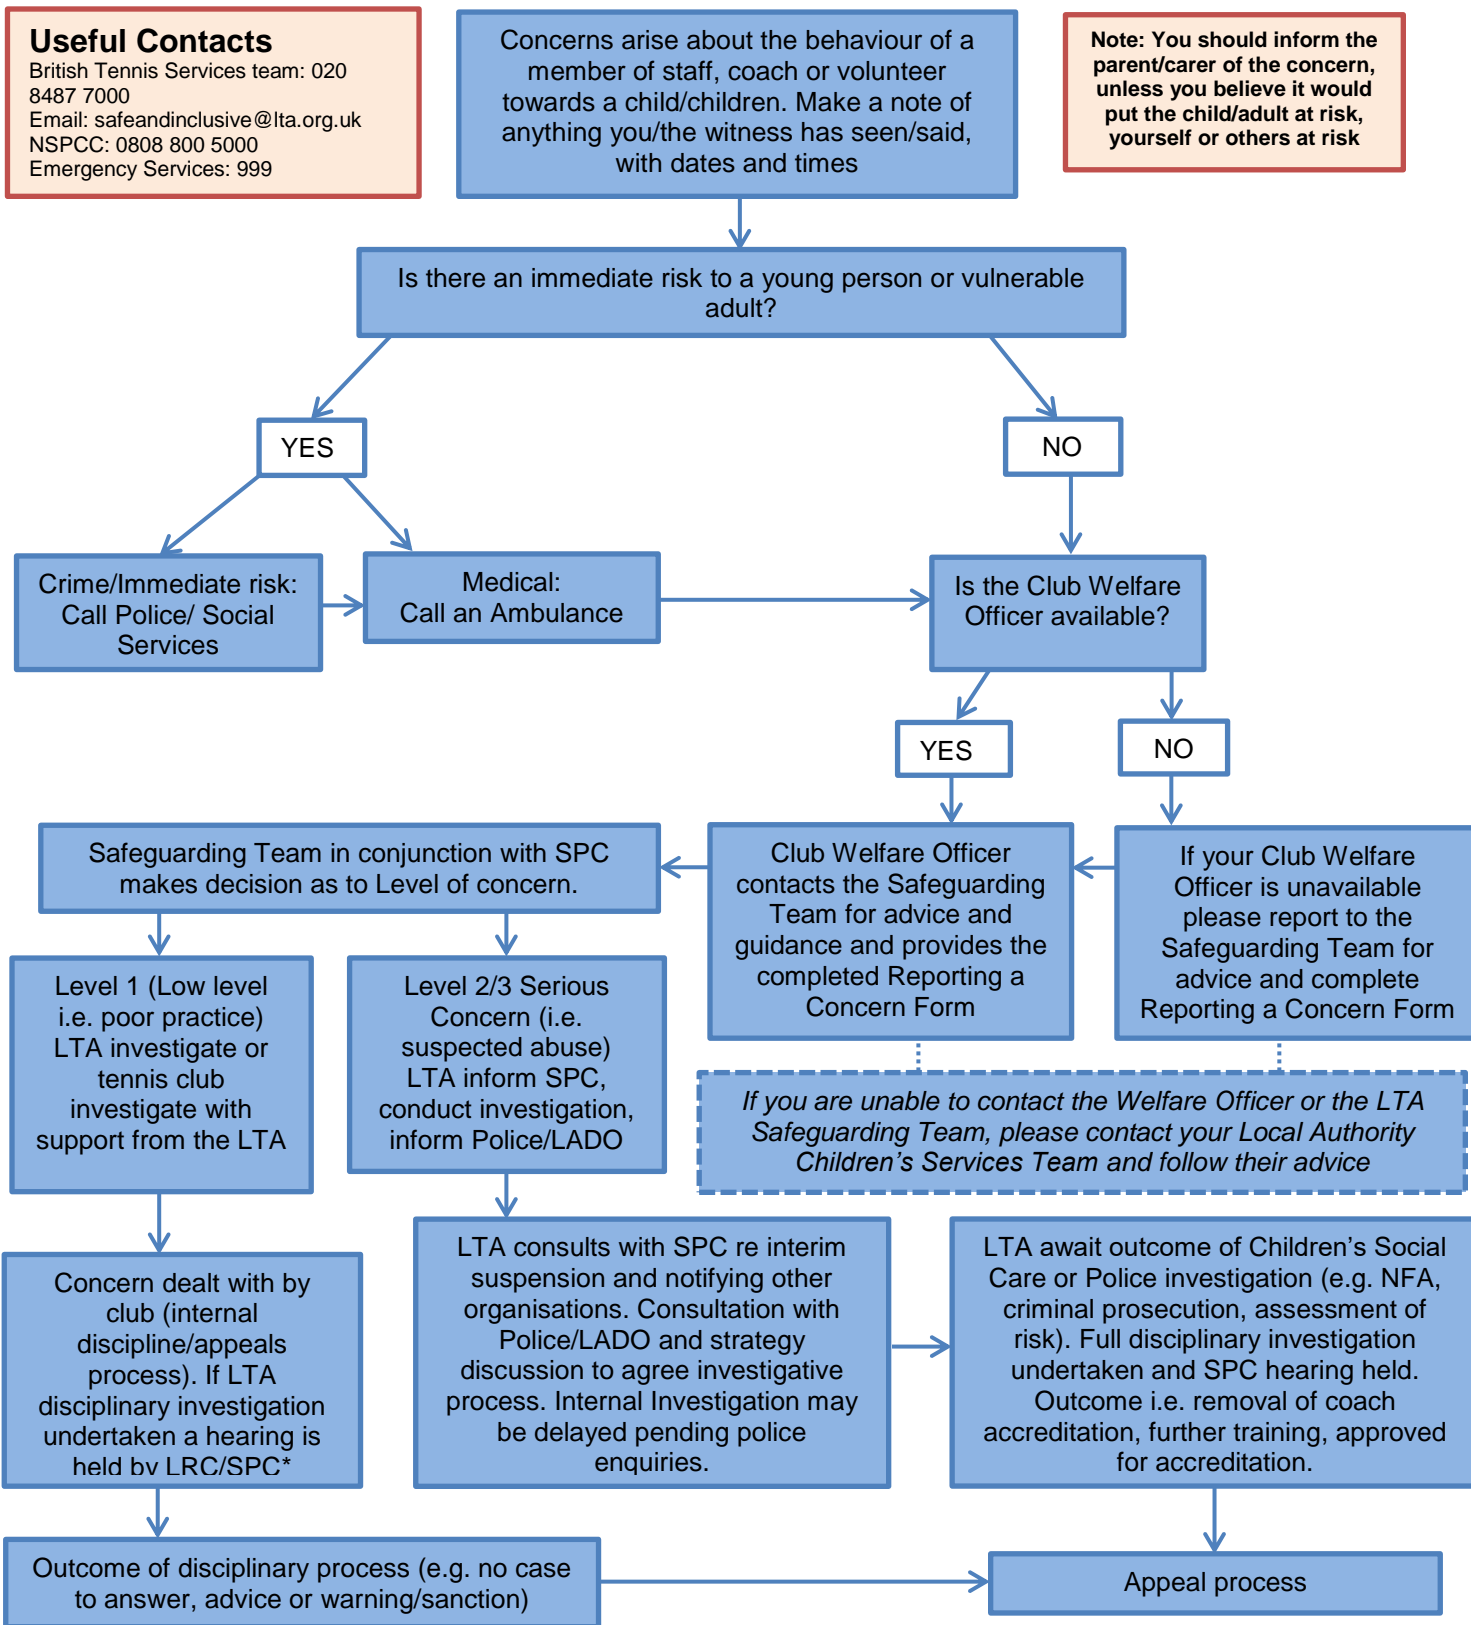 Useful Contacts
British Tennis Services team: 020
8487 7000
Email: safeandinclusive@lta.org.uk
NSPCC: 0808 800 5000
Emergency Services: 999
Concerns arise about the behaviour of a
member of staff, coach or volunteer
towards a child/children. Make a note of
anything you/the witness has seen/said,
with dates and times
Note: You should inform the
parent/carer of the concern,
unless you believe it would
put the child/adult at risk,
yourself or others at risk
Is there an immediate risk to a young person or vulnerable
adult?
YES
NO
Crime/Immediate risk:
Call Police/ Social
Services
Medical:
Call an Ambulance
Is the Club Welfare
Officer available?
YES
NO
Safeguarding Team in conjunction with SPC
makes decision as to Level of concern.
Club Welfare Officer
contacts the Safeguarding
Team for advice and
guidance and provides the
completed Reporting a
Concern Form
If your Club Welfare
Officer is unavailable
please report to the
Safeguarding Team for
advice and complete
Reporting a Concern Form
Level 1 (Low level
i.e. poor practice)
LTA investigate or
tennis club
investigate with
support from the LTA
Level 2/3 Serious
Concern (i.e.
suspected abuse)
LTA inform SPC,
conduct investigation,
inform Police/LADO
If you are unable to contact the Welfare Officer or the LTA
Safeguarding Team, please contact your Local Authority
Children’s Services Team and follow their advice
Concern dealt with by
club (internal
discipline/appeals
process). If LTA
disciplinary investigation
undertaken a hearing is
held by LRC/SPC*
LTA consults with SPC re interim
suspension and notifying other
organisations. Consultation with
Police/LADO and strategy
discussion to agree investigative
process. Internal Investigation may
be delayed pending police
enquiries.
LTA await outcome of Children’s Social
Care or Police investigation (e.g. NFA,
criminal prosecution, assessment of
risk). Full disciplinary investigation
undertaken and SPC hearing held.
Outcome i.e. removal of coach
accreditation, further training, approved
for accreditation.
Outcome of disciplinary process (e.g. no case
to answer, advice or warning/sanction)
Appeal process